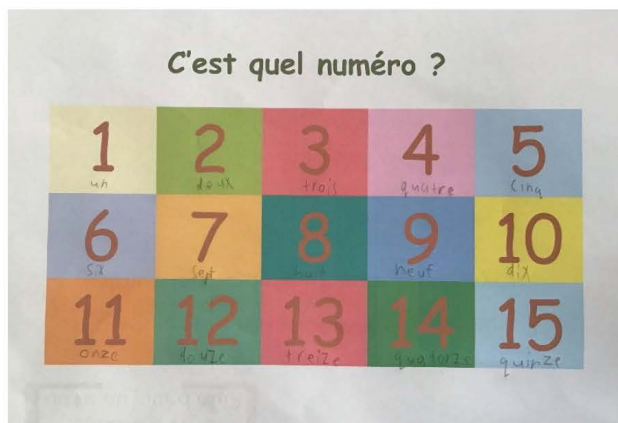 C'est quel numéro ?
1 2 3 4 5
un doux trois quatre cinq
6 7 8 9 10
six sept huit neuf dix
11 12 13 14 15
onze douze treize quatorze quinze